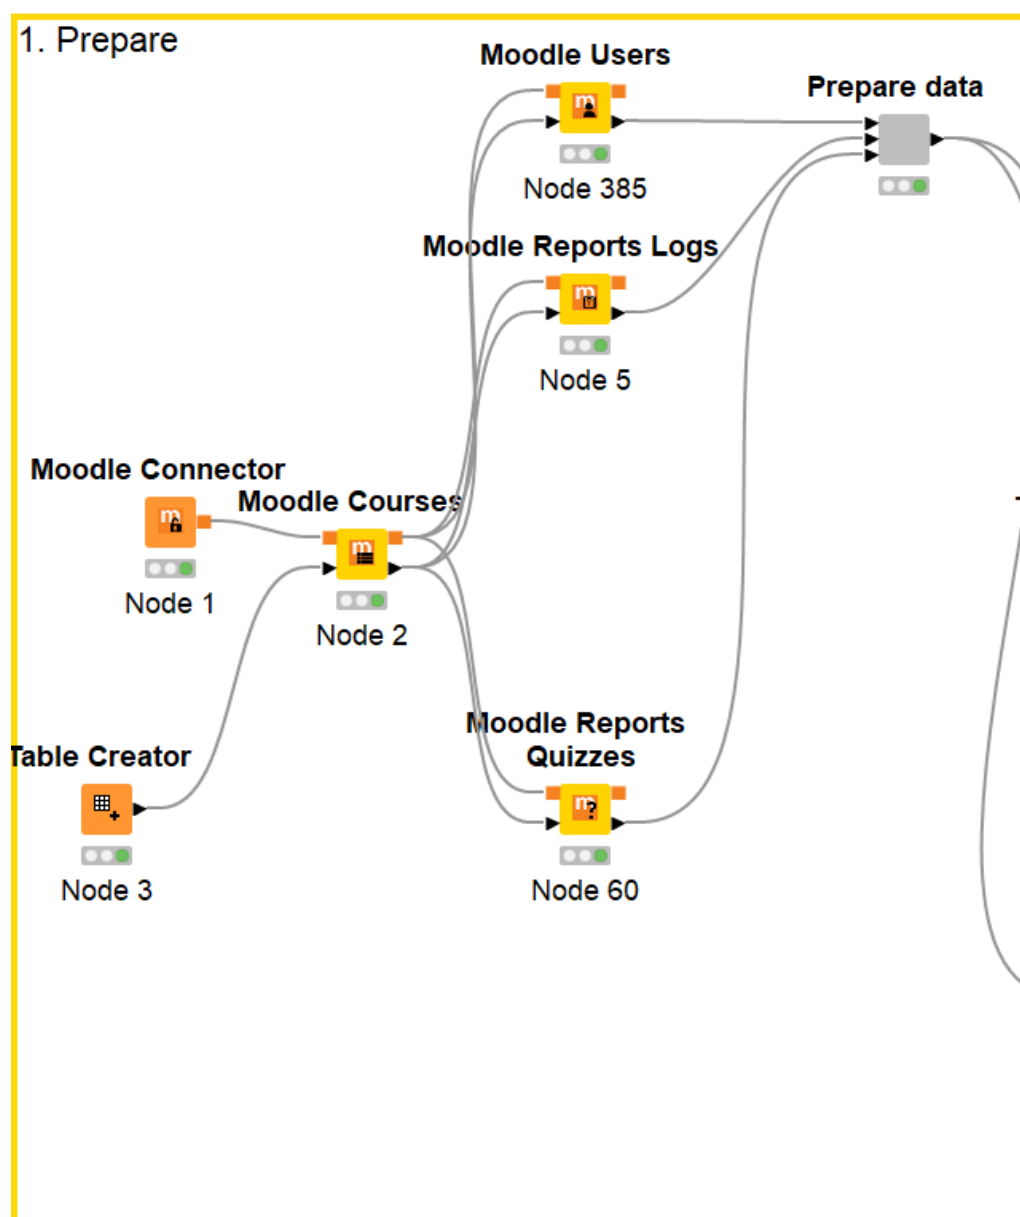 1. Prepare
Moodle Users
Node 385
Prepare data
Moodle Reports Logs
Node 5
Moodle Connector
Node 1
Moodle Courses
Node 2
Table Creator
Node 3
Moodle Reports
Quizzes
Node 60